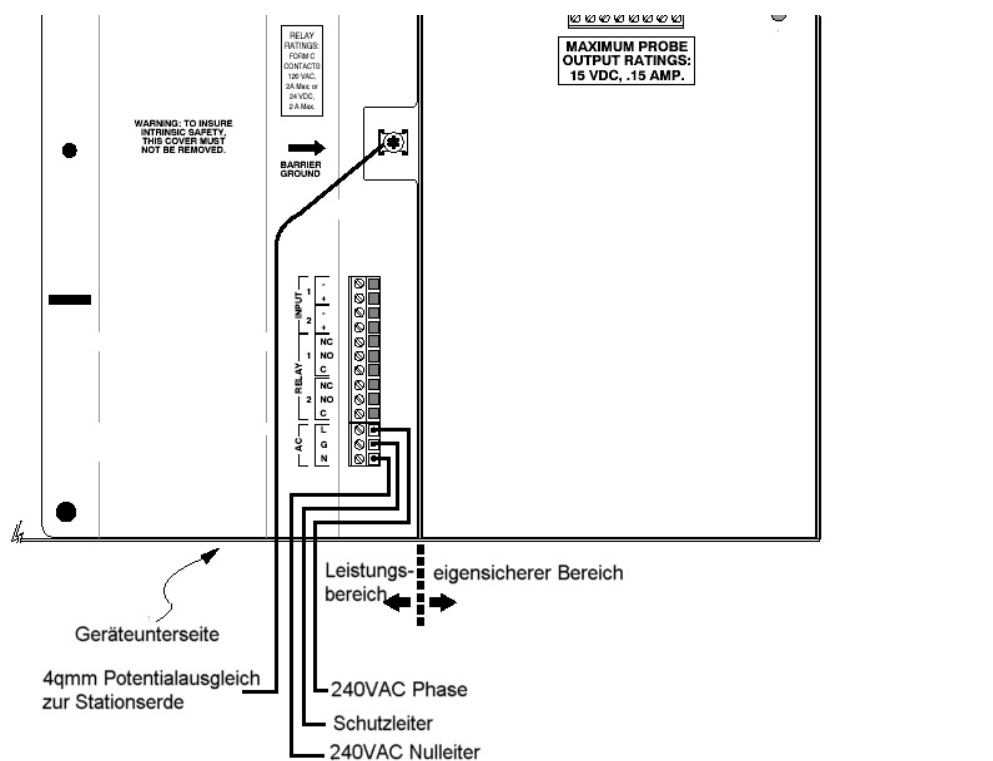 RELAY
RATINGS:
FORM C
CONTACTS
120 VAC,
2A Max; or
24 VDC,
2 A Max.
MAXIMUM PROBE
OUTPUT RATINGS:
15 VDC, .15 AMP.
WARNING: TO INSURE
INTRINSIC SAFETY,
THIS COVER MUST
NOT BE REMOVED.
BARRIER
GROUND
INPUT
1
-
+
2
-
+
RELAY
1
NC
NO
C
2
NC
NO
C
AC
L
G
N
Leistungs-
bereich
eigensicherer Bereich
Geräteunterseite
4qmm Potentialausgleich
zur Stationserde
240VAC Phase
Schutzleiter
240VAC Nulleiter